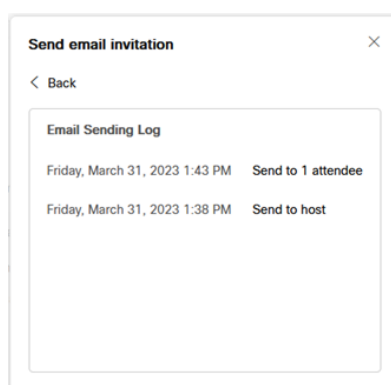 Send email invitation
Back
Email Sending Log
Friday, March 31, 2023 1:43 PM Send to 1 attendee
Friday, March 31, 2023 1:38 PM Send to host